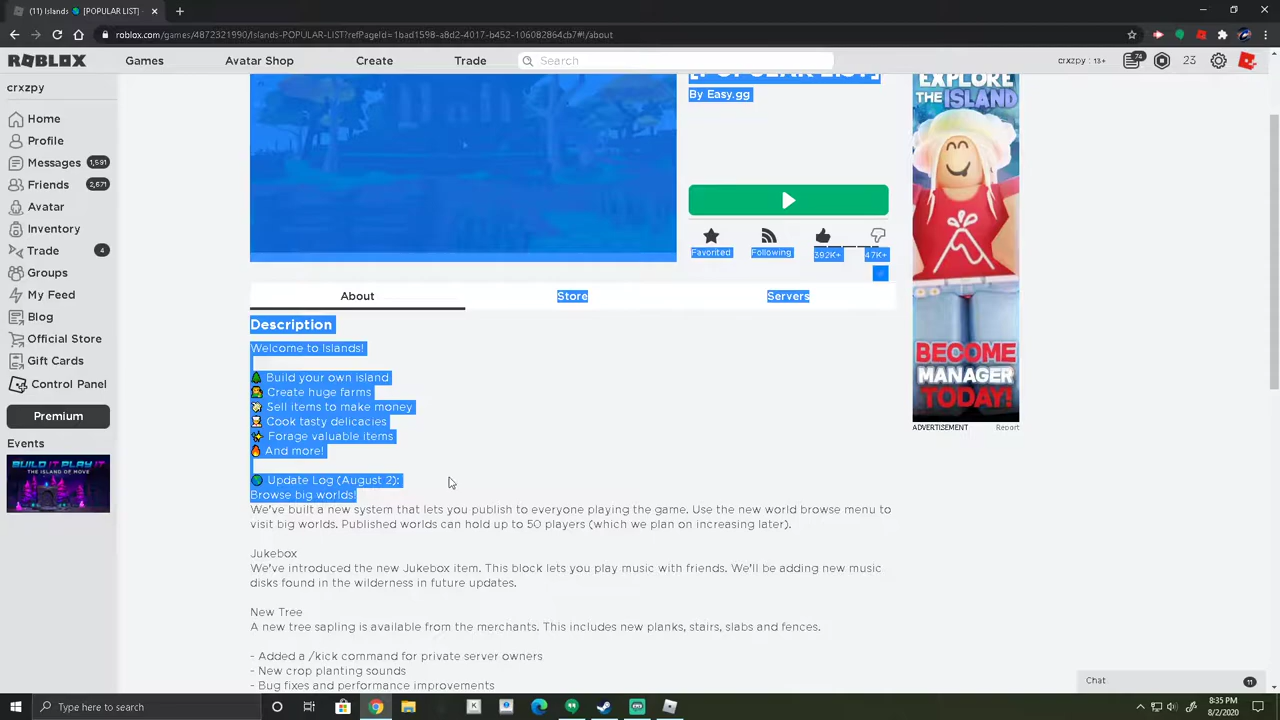 (11) Islands [POPULAR LIST] -
roblox.com/games/4872321990/Islands-POPULAR-LIST?refPageId=1bad1598-a8d2-4017-b452-106082864cb7#!/about
ROBLOX
Games
Avatar Shop
Create
Trade
Search
crxzpy : 13+
74
23
crxzpy
Home
Profile
Messages 1,591
Friends 2,671
Avatar
Inventory
Trade 4
Groups
My Feed
Blog
Official Store
Gift Cards
Control Panel
Premium
Events
BUILD IT PLAY IT
THE ISLAND OF MOVE
[POPULAR LIST]
By Easy.gg
Favorited
Following
392K+
47K+
About
Store
Servers
Description
Welcome to Islands!
Build your own island
Create huge farms
Sell items to make money
Cook tasty delicacies
Forage valuable items
And more!
Update Log (August 2):
Browse big worlds!
We've built a new system that lets you publish to everyone playing the game. Use the new world browse menu to
visit big worlds. Published worlds can hold up to 50 players (which we plan on increasing later).
Jukebox
We've introduced the new Jukebox item. This block lets you play music with friends. We'll be adding new music
disks found in the wilderness in future updates.
New Tree
A new tree sapling is available from the merchants. This includes new planks, stairs, slabs and fences.
- Added a /kick command for private server owners
- New crop planting sounds
- Bug fixes and performance improvements
EXPLORE
THE ISLAND
BECOME
MANAGER
TODAY!
ADVERTISEMENT
Report
Chat
11
Type here to search
8:35 PM
8/2/2020